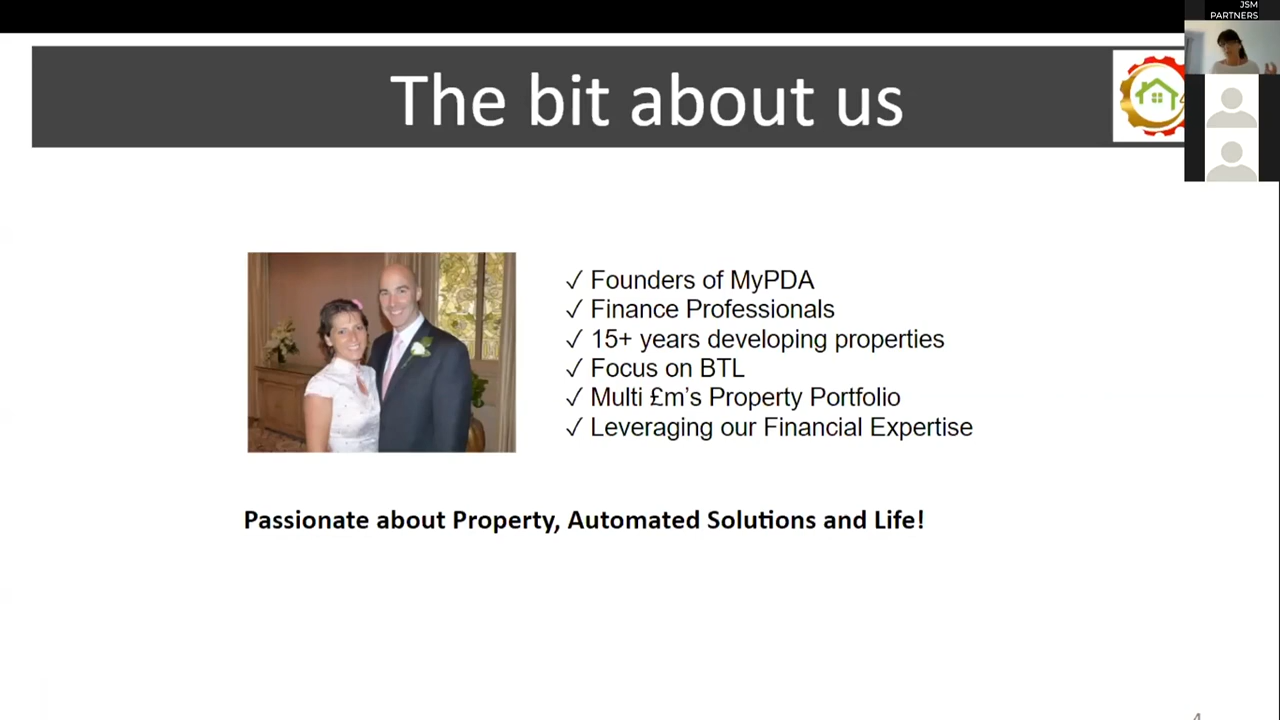 JSM
PARTNERS
The bit about us
✓ Founders of MyPDA
✓ Finance Professionals
✓ 15+ years developing properties
✓ Focus on BTL
✓ Multi £m’s Property Portfolio
✓ Leveraging our Financial Expertise
Passionate about Property, Automated Solutions and Life!
4